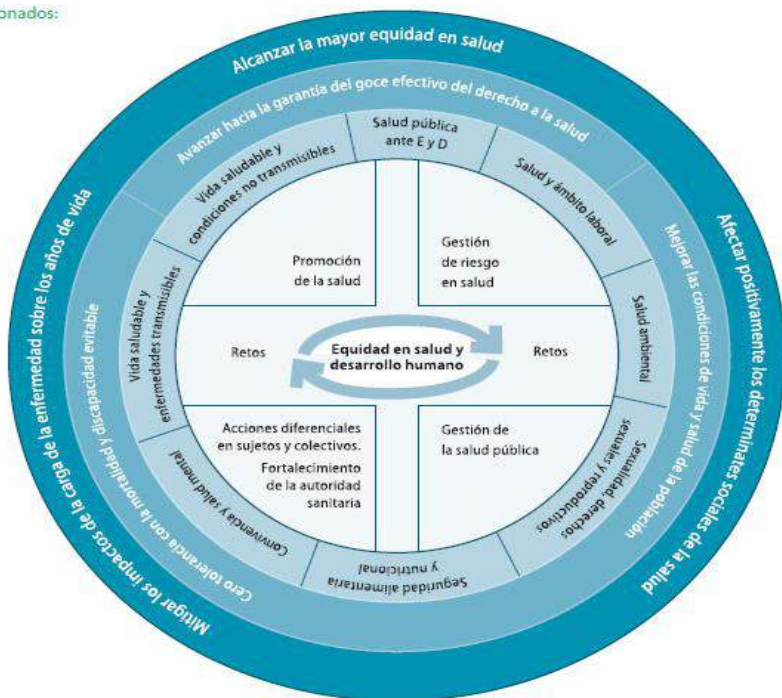 onados:
Alcanzar la mayor equidad en salud
Afectar positivamente los determinates sociales de la salud
Mitigar los impactos de la carga de la enfermedad sobre los años de vida
Avanzar hacia la garantía del goce efectivo del derecho a la salud
Mejorar las condiciones de vida y salud de la población
Cero tolerancia con la mortalidad y discapacidad evitable
Salud pública
ante E y D
Salud y ámbito laboral
Salud ambiental
Sexualidad, derechos
sexuales y reproductivos
Seguridad alimentaria
y nutricional
Convivencia y salud mental
Vida saludable y
enfermedades transmisibles
Vida saludable y
condiciones no transmisibles
Promoción
de la salud
Gestión
de riesgo
en salud
Retos
Equidad en salud y
desarrollo humano
Retos
Acciones diferenciales
en sujetos y colectivos.
Fortalecimiento
de la autoridad
sanitaria
Gestión de
la salud pública